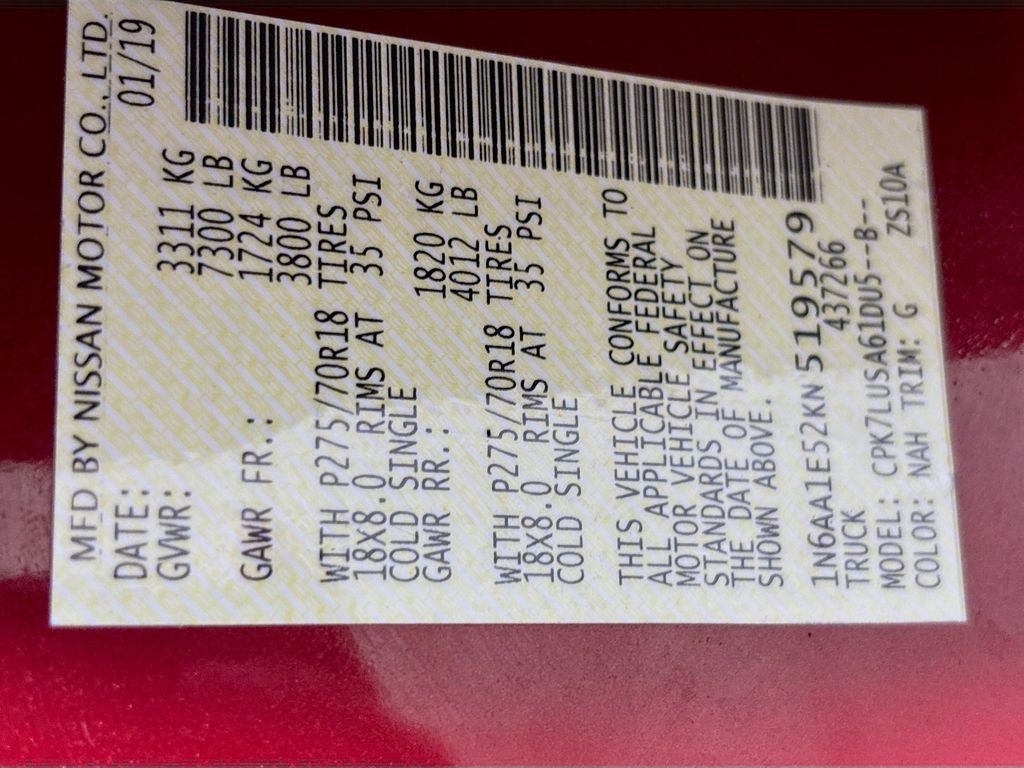 MFD BY NISSAN MOTOR CO., LTD.
DATE: 01/19
GVWR: 3311 KG
7300 LB
GAWR FR.: 1724 KG
3800 LB
WITH P275/70R18 TIRES
18X8.0 RIMS AT 35 PSI
COLD SINGLE
GAWR RR.: 1820 KG
4012 LB
WITH P275/70R18 TIRES
18X8.0 RIMS AT 35 PSI
COLD SINGLE
THIS VEHICLE CONFORMS TO
ALL APPLICABLE FEDERAL
MOTOR VEHICLE SAFETY
STANDARDS IN EFFECT ON
THE DATE OF MANUFACTURE
SHOWN ABOVE.
1N6AA1E52KN519579
TRUCK 437266
MODEL: CPK7LUSA61DU5--B--
COLOR: NAH TRIM: G ZS10A